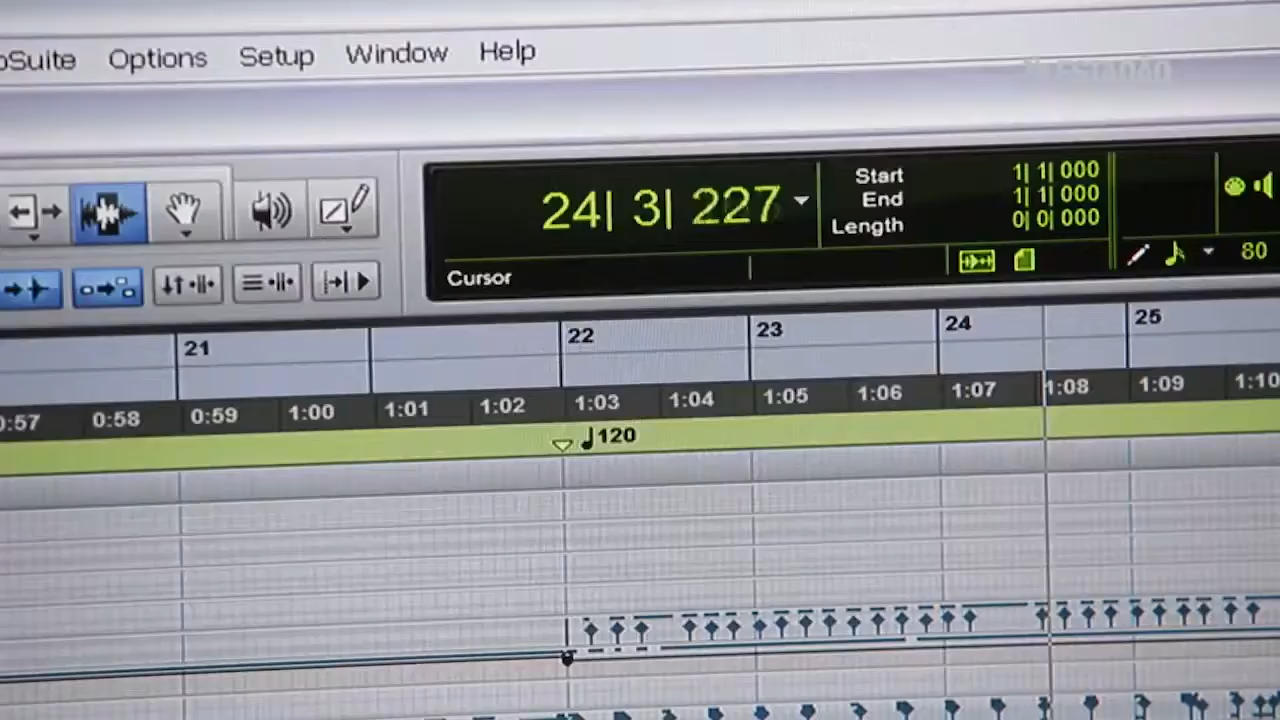 oSuite Options Setup Window Help
ESTADÃO
24| 3| 227
Start 1| 1| 000
End 1| 1| 000
Length 0| 0| 000
Cursor
80
21 22 23 24 25
0:57 0:58 0:59 1:00 1:01 1:02 1:03 1:04 1:05 1:06 1:07 1:08 1:09 1:10
120